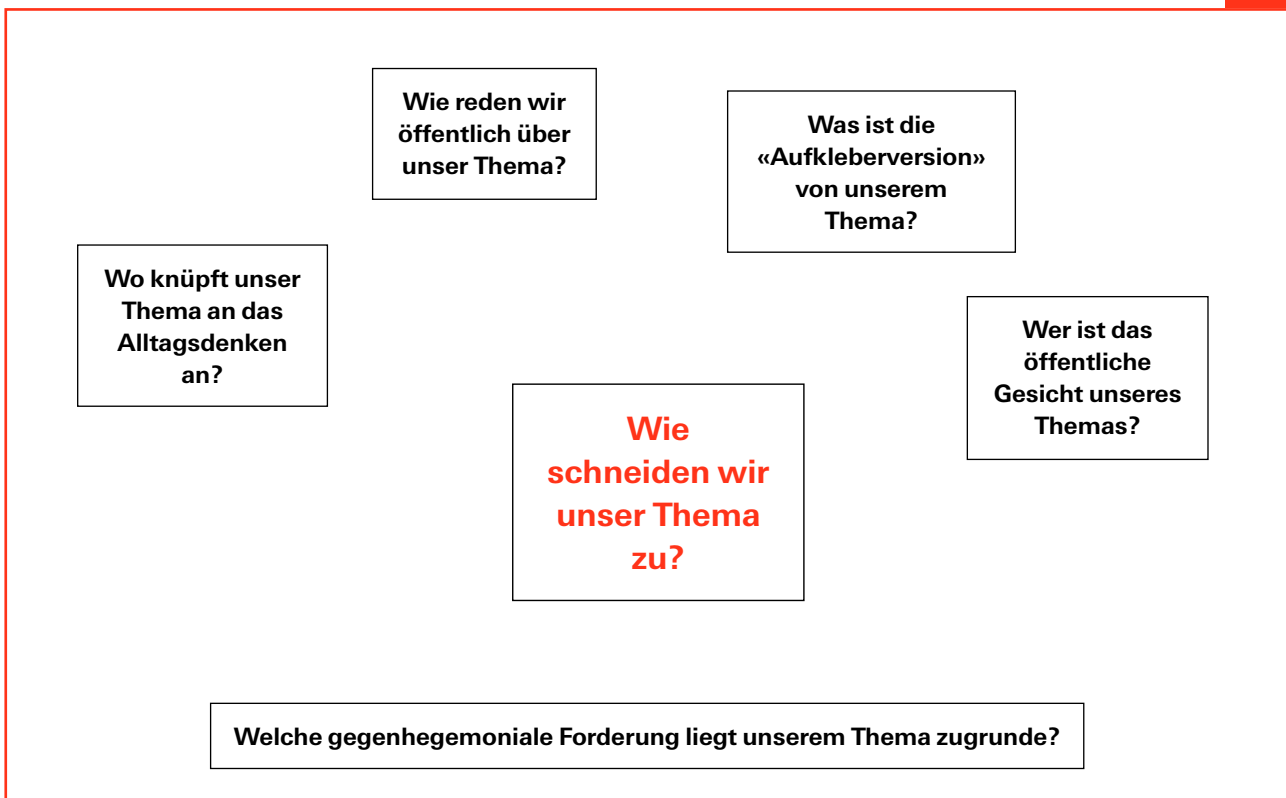 Wie reden wir
öffentlich über
unser Thema?
Was ist die
«Aufkleberversion»
von unserem
Thema?
Wo knüpft unser
Thema an das
Alltagsdenken
an?
Wer ist das
öffentliche
Gesicht unseres
Themas?
Wie
schneiden wir
unser Thema
zu?
Welche gegenhegemoniale Forderung liegt unserem Thema zugrunde?